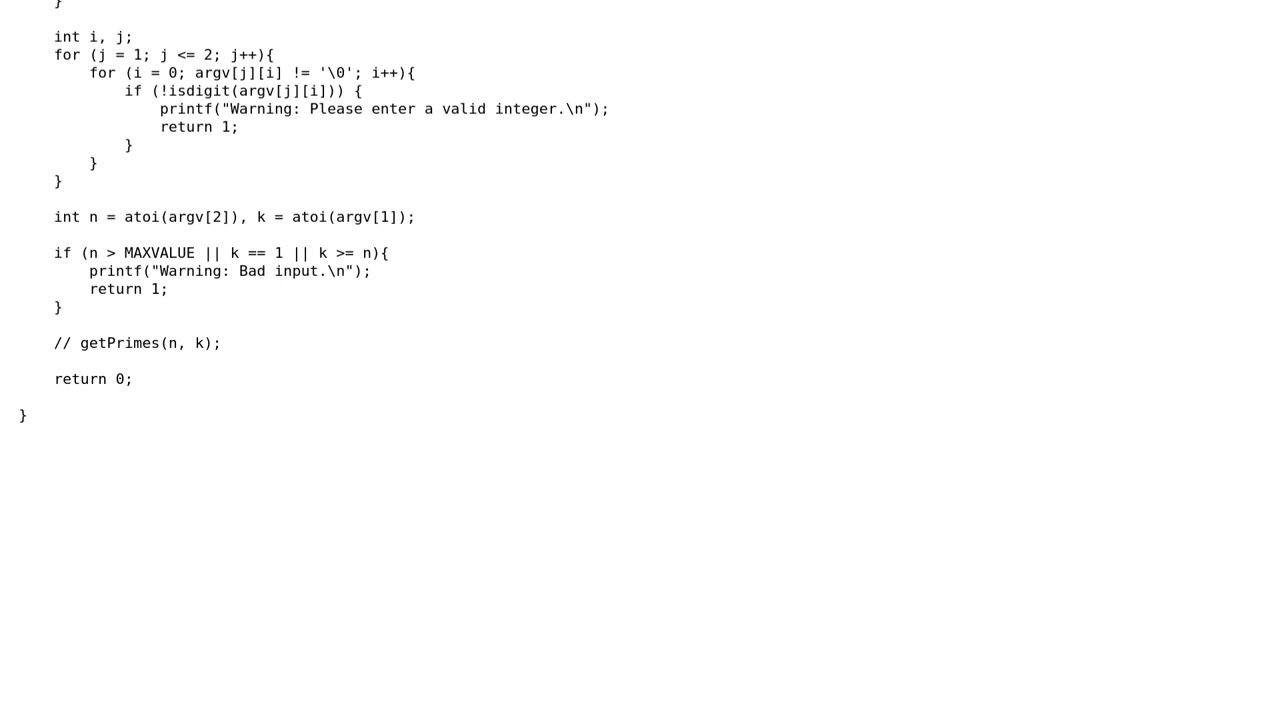 }
int i, j;
for (j = 1; j <= 2; j++){
for (i = 0; argv[j][i] != '\0'; i++){
if (!isdigit(argv[j][i])) {
printf("Warning: Please enter a valid integer.\n");
return 1;
}
}
}
int n = atoi(argv[2]), k = atoi(argv[1]);
if (n > MAXVALUE || k == 1 || k >= n){
printf("Warning: Bad input.\n");
return 1;
}
// getPrimes(n, k);
return 0;
}